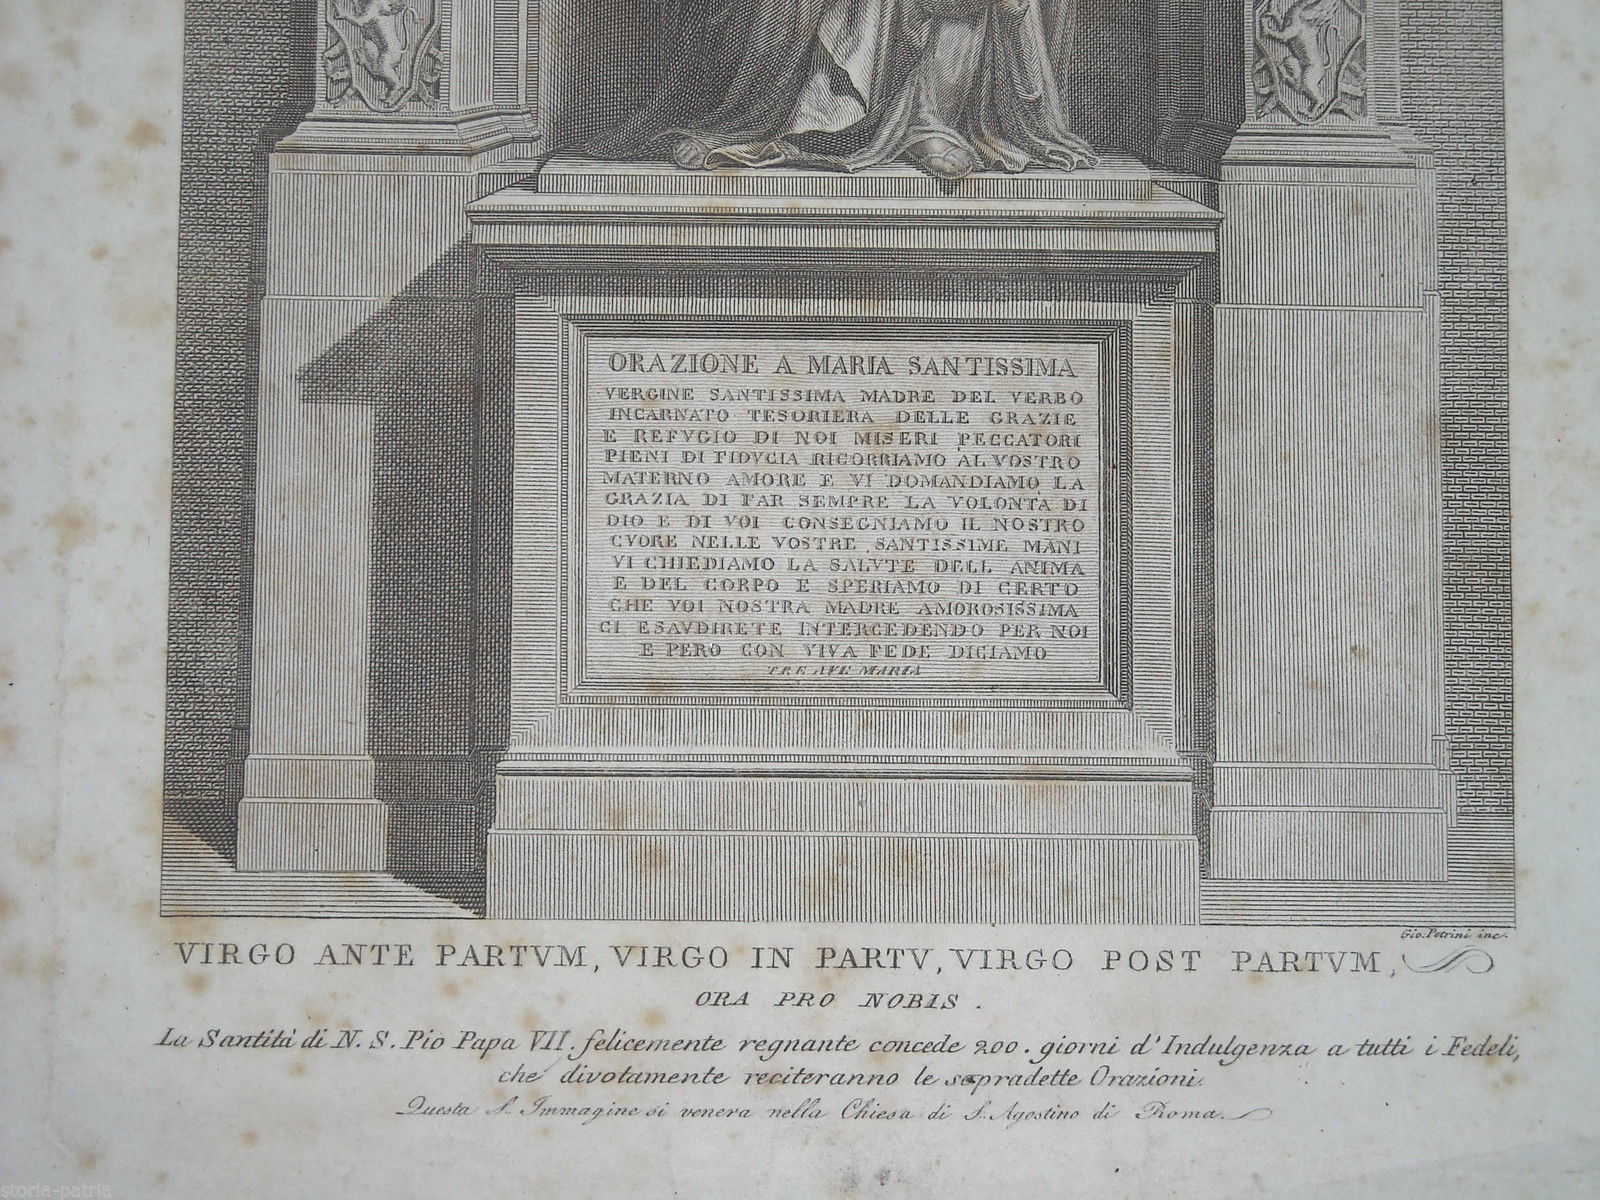 ORAZIONE A MARIA SANTISSIMA
VERGINE SANTISSIMA MADRE DEL VERBO
INCARNATO TESORIERA DELLE GRAZIE
E REFVGIO DI NOI MISERI PECCATORI
PIENI DI FIDVCIA RICORRIAMO AL VOSTRO
MATERNO AMORE E VI DOMANDIAMO LA
GRAZIA DI FAR SEMPRE LA VOLONTA DI
DIO E DI VOI CONSEGNIAMO IL NOSTRO
CVORE NELLE VOSTRE SANTISSIME MANI
VI CHIEDIAMO LA SALVTE DELL ANIMA
E DEL CORPO E SPERIAMO DI CERTO
CHE VOI NOSTRA MADRE AMOROSISSIMA
CI ESAVDIRETE INTERCEDENDO PER NOI
E PERO CON VIVA FEDE DICIAMO
TRE AVE MARIA
Gio. Petrini inc.
VIRGO ANTE PARTVM, VIRGO IN PARTV, VIRGO POST PARTVM,
ORA PRO NOBIS.
La Santità di N. S. Pio Papa VII. felicemente regnante concede 200. giorni d'Indulgenza a tutti i Fedeli,
che divotamente reciteranno le sopradette Orazioni.
Questa S. Immagine si venera nella Chiesa di S. Agostino di Roma.
storia-patria